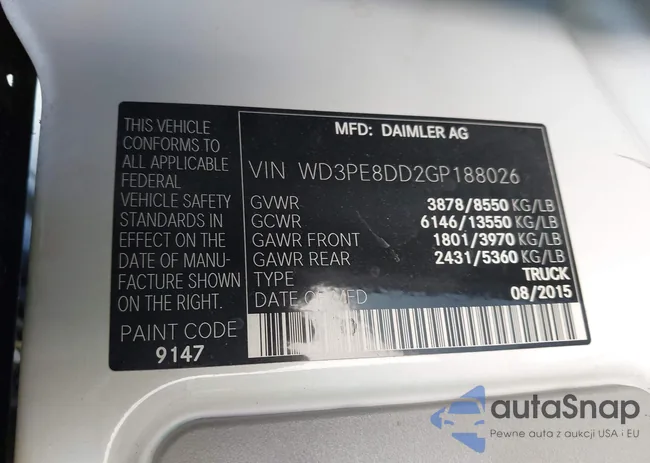 MFD: DAIMLER AG
THIS VEHICLE
CONFORMS TO
ALL APPLICABLE
FEDERAL
VEHICLE SAFETY
STANDARDS IN
EFFECT ON THE
DATE OF MANU-
FACTURE SHOWN
ON THE RIGHT.
PAINT CODE
9147
VIN WD3PE8DD2GP188026
GVWR 3878/8550 KG/LB
GCWR 6146/13550 KG/LB
GAWR FRONT 1801/3970 KG/LB
GAWR REAR 2431/5360 KG/LB
TYPE TRUCK
DATE 08/2015
autaSnap
Pewne auta z aukcji USA i EU